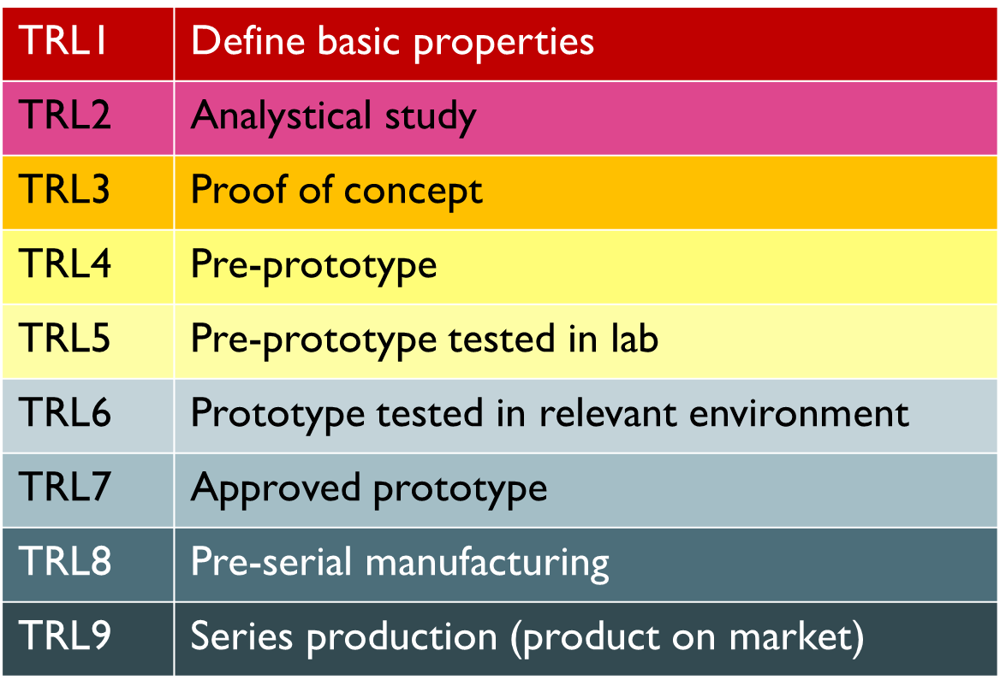 TRL1 Define basic properties
TRL2 Analystical study
TRL3 Proof of concept
TRL4 Pre-prototype
TRL5 Pre-prototype tested in lab
TRL6 Prototype tested in relevant environment
TRL7 Approved prototype
TRL8 Pre-serial manufacturing
TRL9 Series production (product on market)